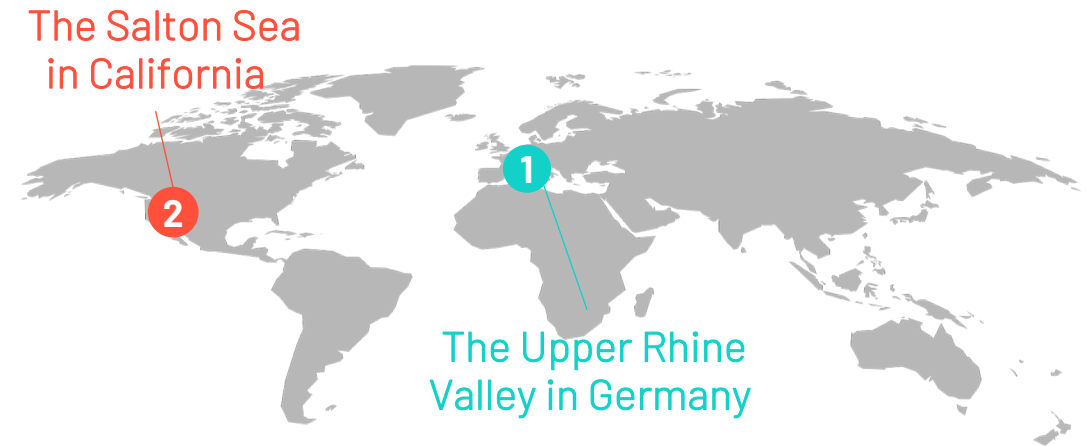 The Salton Sea
in California
1
2
The Upper Rhine
Valley in Germany